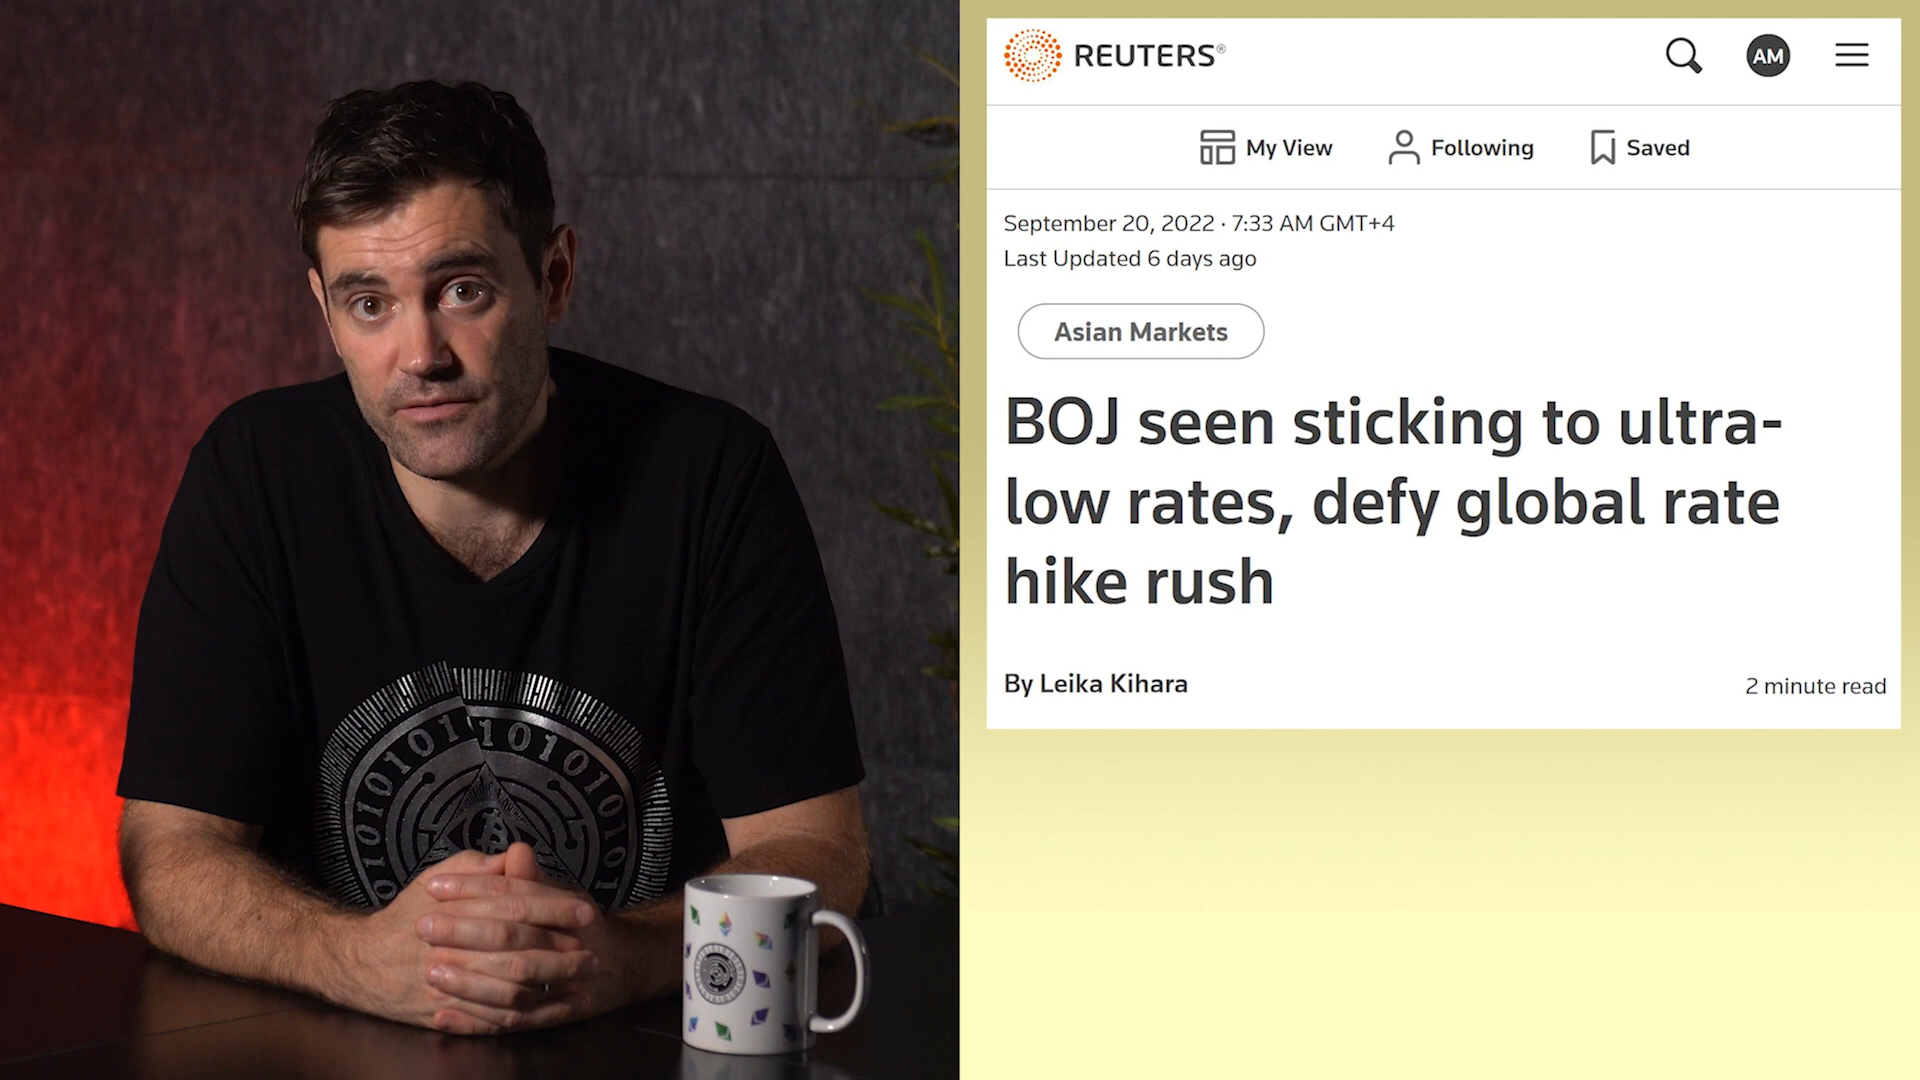 REUTERS®
AM
My View
Following
Saved
September 20, 2022 · 7:33 AM GMT+4
Last Updated 6 days ago
Asian Markets
BOJ seen sticking to ultra-
low rates, defy global rate
hike rush
By Leika Kihara
2 minute read